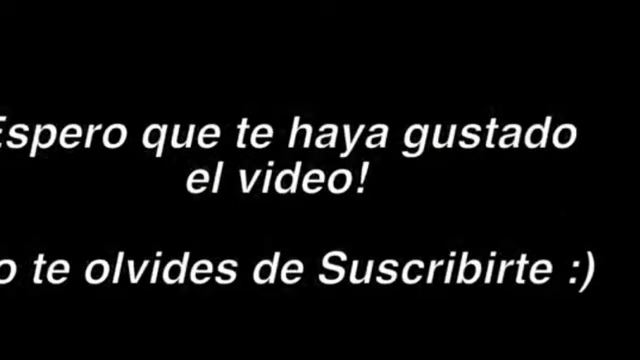 Espero que te haya gustado
el video!
o te olvides de Suscribirte :)